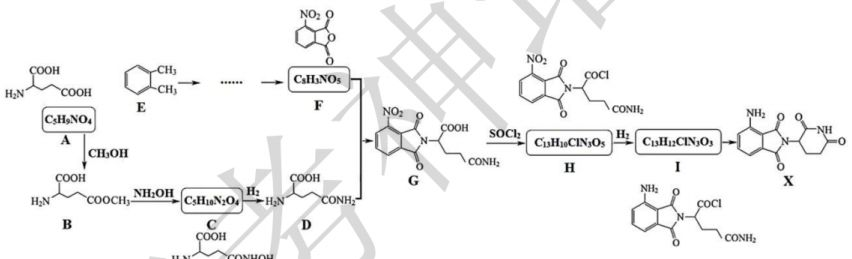 NO₂
O
O
O
COOH
H₂N
COOH
C₅H₉NO₄
A
CH₃OH
COOH
H₂N
COOCH₃
B
NH₂OH
C₅H₁₀N₂O₄
C
COOH
H₂N
CONHOH
H₂
COOH
H₂N
CONH₂
D
CH₃
CH₃
E
......
C₈H₃NO₅
F
NO₂
O
N
O
COOH
CONH₂
G
SOCl₂
NO₂
O
N
O
COCl
CONH₂
C₁₃H₁₀ClN₃O₅
H
H₂
C₁₃H₁₂ClN₃O₃
I
NH₂
O
N
O
COCl
CONH₂
NH₂
O
N
O
O
NH
O
X